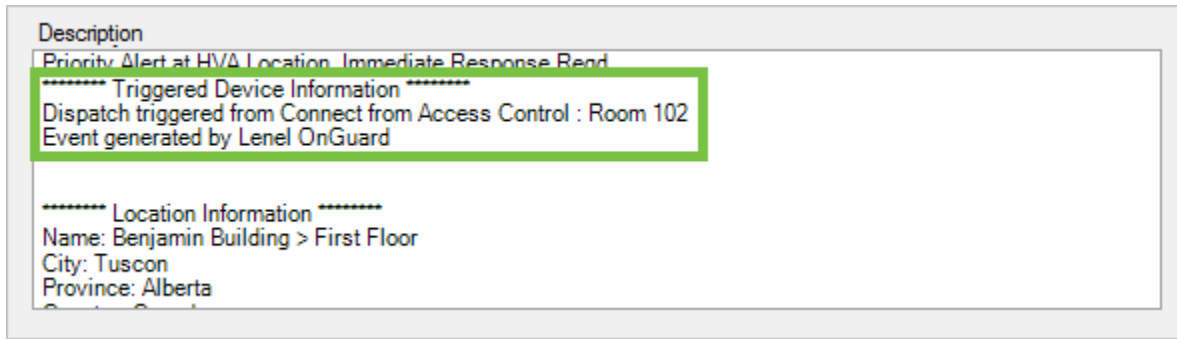 Description
Priority Alert at HVA Location. Immediate Response Reqd
******** Triggered Device Information ********
Dispatch triggered from Connect from Access Control : Room 102
Event generated by Lenel OnGuard
******** Location Information ********
Name: Benjamin Building > First Floor
City: Tuscon
Province: Alberta